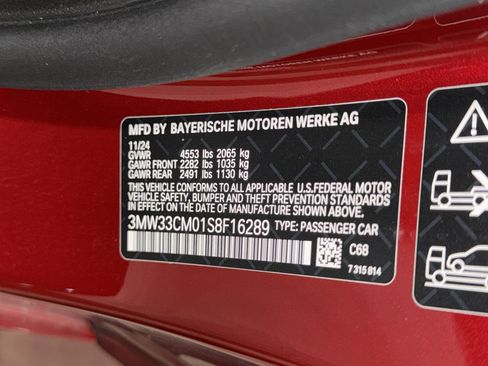 MFD BY BAYERISCHE MOTOREN WERKE AG
11/24
GVWR 4553 lbs 2065 kg
GAWR FRONT 2282 lbs 1035 kg
GAWR REAR 2491 lbs 1130 kg
THIS VEHICLE CONFORMS TO ALL APPLICABLE U.S.FEDERAL MOTOR
VEHICLE SAFETY, BUMPER AND THEFT PREVENTION STANDARDS
IN EFFECT ON THE DATE OF MANUFACTURE SHOWN ABOVE.
3MW33CM01S8F16289 TYPE: PASSENGER CAR
C68
7 315 914